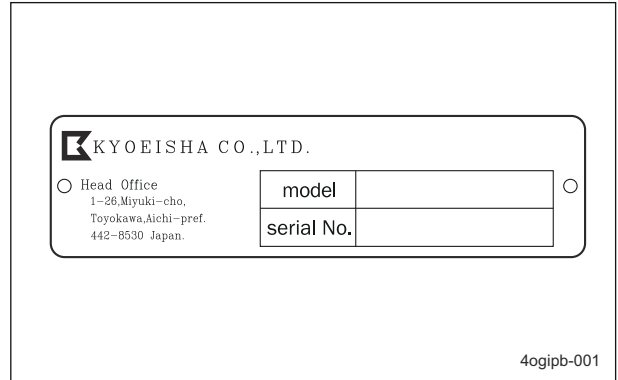 KYOEISHA CO.,LTD.
Head Office
1-26,Miyuki-cho,
Toyokawa,Aichi-pref.
442-8530 Japan.
model
serial No.
4ogipb-001